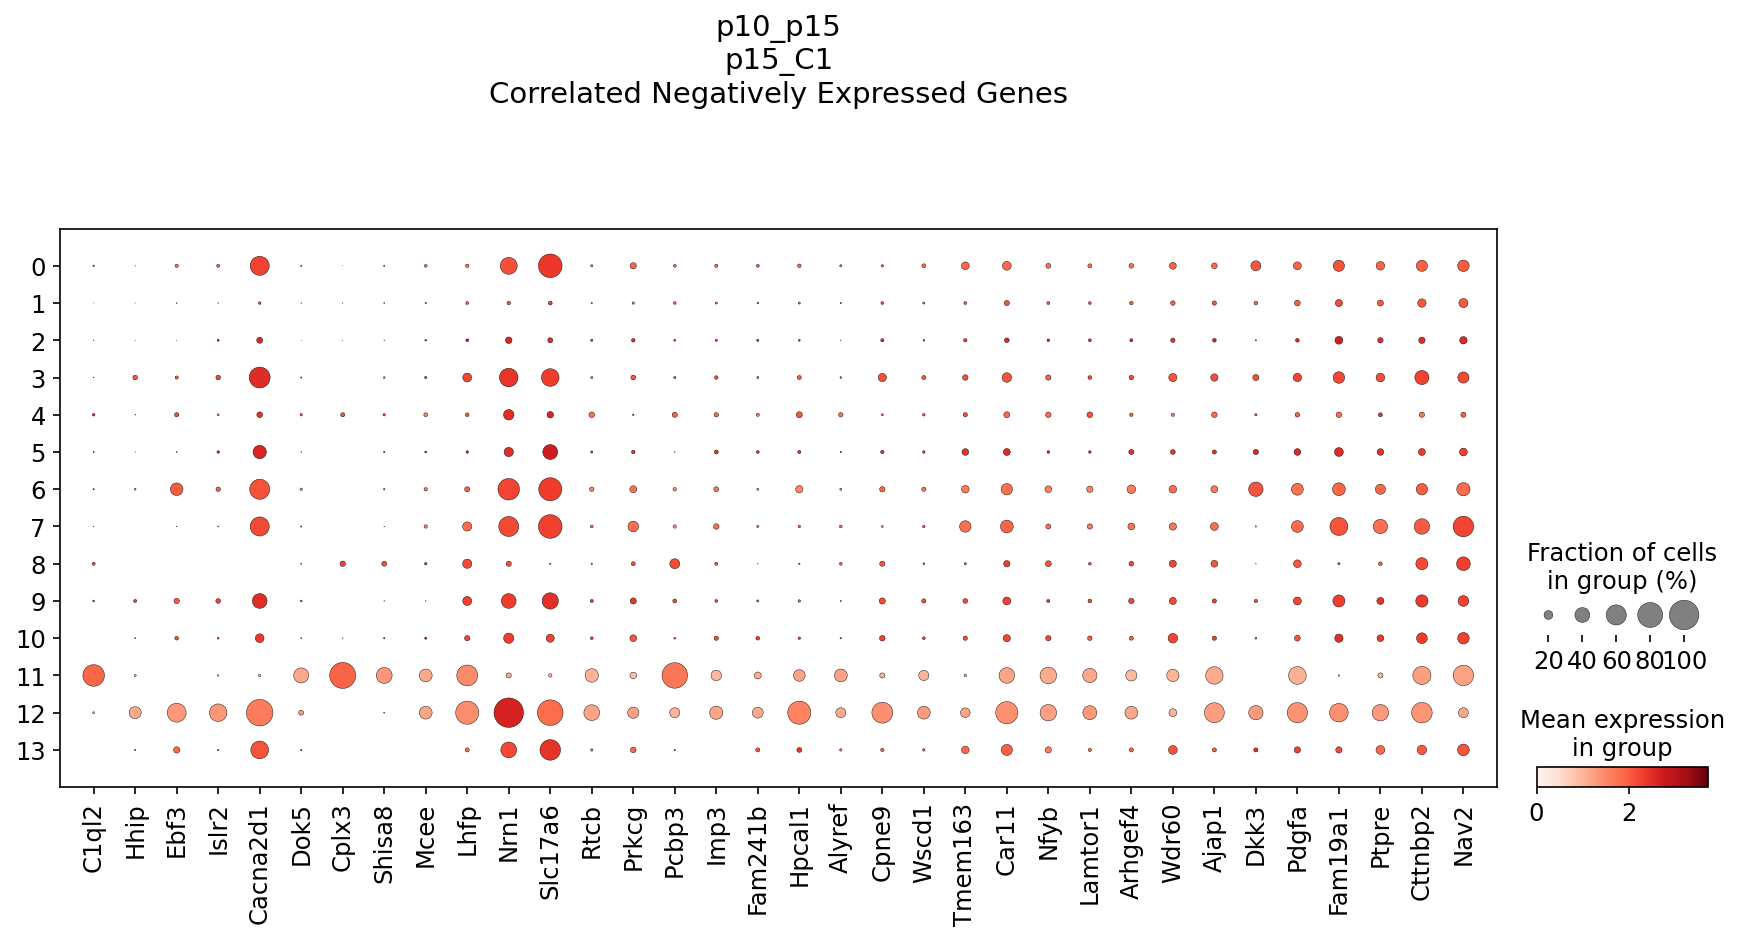 p10_p15
p15_C1
Correlated Negatively Expressed Genes
0
1
2
3
4
5
6
7
8
9
10
11
12
13
C1ql2
Hhip
Ebf3
Islr2
Cacna2d1
Dok5
Cplx3
Shisa8
Mcee
Lhfp
Nrn1
Slc17a6
Rtcb
Prkcg
Pcbp3
Imp3
Fam241b
Hpcal1
Alyref
Cpne9
Wscd1
Tmem163
Car11
Nfyb
Lamtor1
Arhgef4
Wdr60
Ajap1
Dkk3
Pdgfa
Fam19a1
Ptpre
Cttnbp2
Nav2
Fraction of cells
in group (%)
20 40 60 80 100
Mean expression
in group
0 2